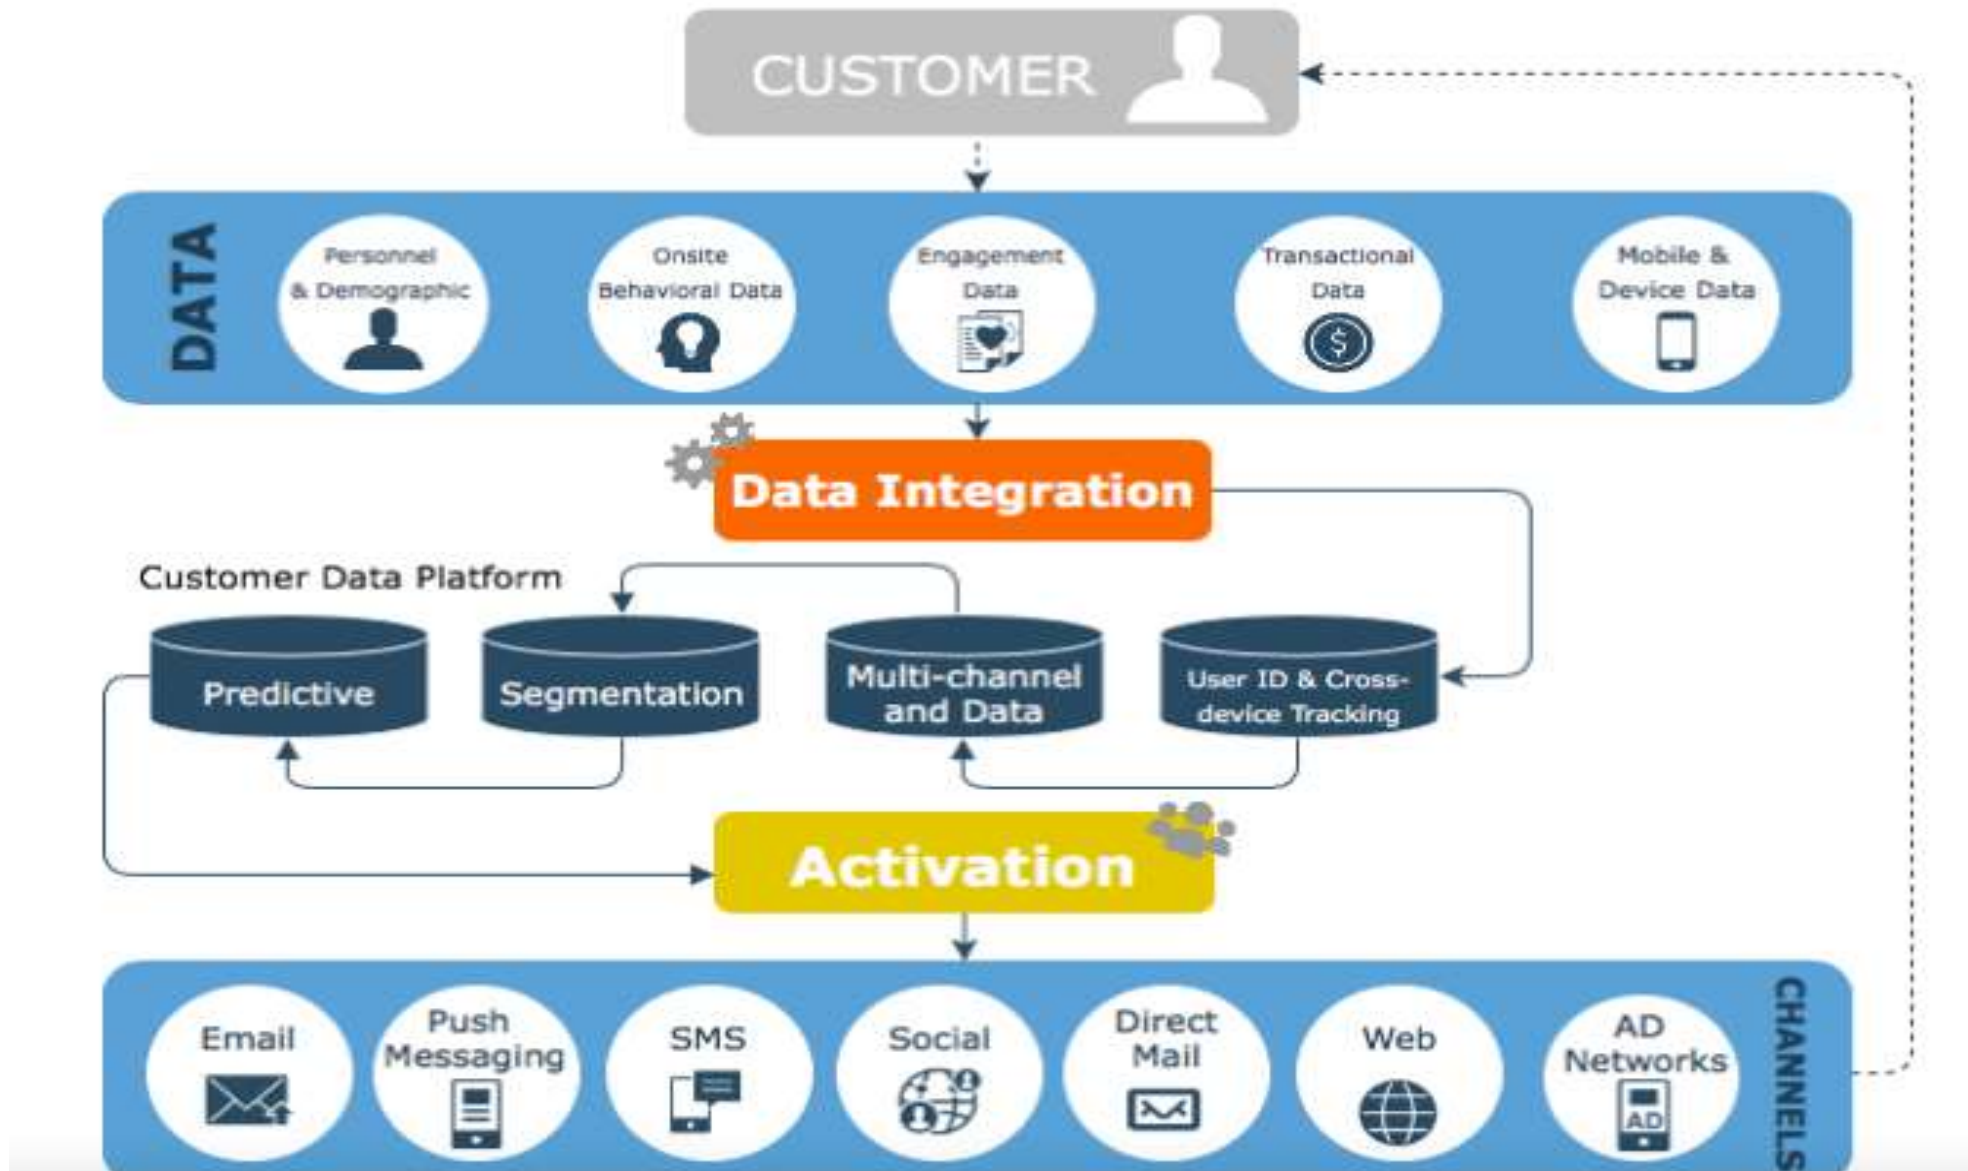 CUSTOMER
DATA
Personnel
& Demographic
Onsite
Behavioral Data
Engagement
Data
Transactional
Data
$
Mobile &
Device Data
Data Integration
Customer Data Platform
Predictive
Segmentation
Multi-channel
and Data
User ID & Cross-
device Tracking
Activation
Email
Push
Messaging
SMS
Social
Direct
Mail
Web
AD
Networks
AD
CHANNELS